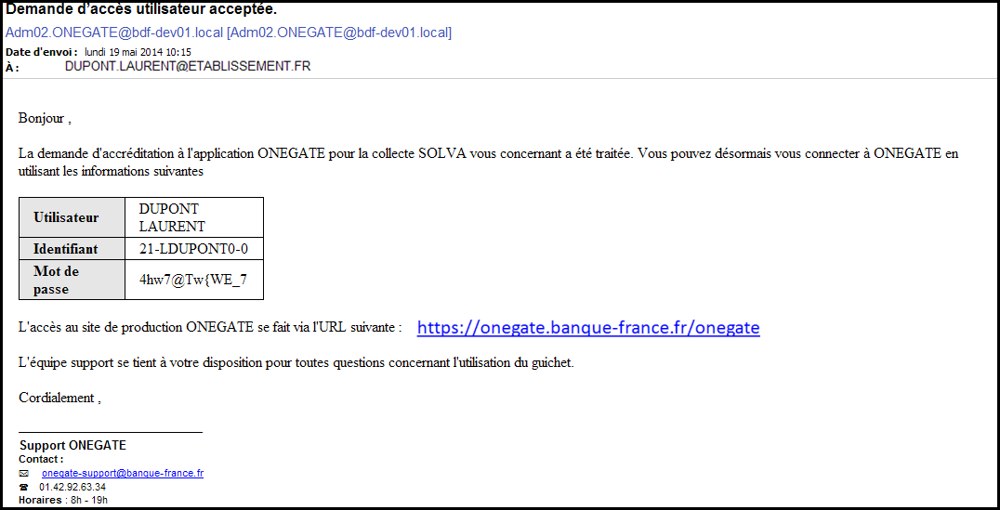 Demande d'accès utilisateur acceptée.
Adm02.ONEGATE@bdf-dev01.local [Adm02.ONEGATE@bdf-dev01.local]
Date d'envoi : lundi 19 mai 2014 10:15
À : DUPONT.LAURENT@ETABLISSEMENT.FR
Bonjour ,
La demande d'accréditation à l'application ONEGATE pour la collecte SOLVA vous concernant a été traitée. Vous pouvez désormais vous connecter à ONEGATE en
utilisant les informations suivantes
Utilisateur DUPONT
LAURENT
Identifiant 21-LDUPONT0-0
Mot de
passe 4hw7@Tw{WE_7
L'accès au site de production ONEGATE se fait via l'URL suivante : https://onegate.banque-france.fr/onegate
L'équipe support se tient à votre disposition pour toutes questions concernant l'utilisation du guichet.
Cordialement ,
Support ONEGATE
Contact :
onegate-support@banque-france.fr
01.42.92.63.34
Horaires : 8h - 19h